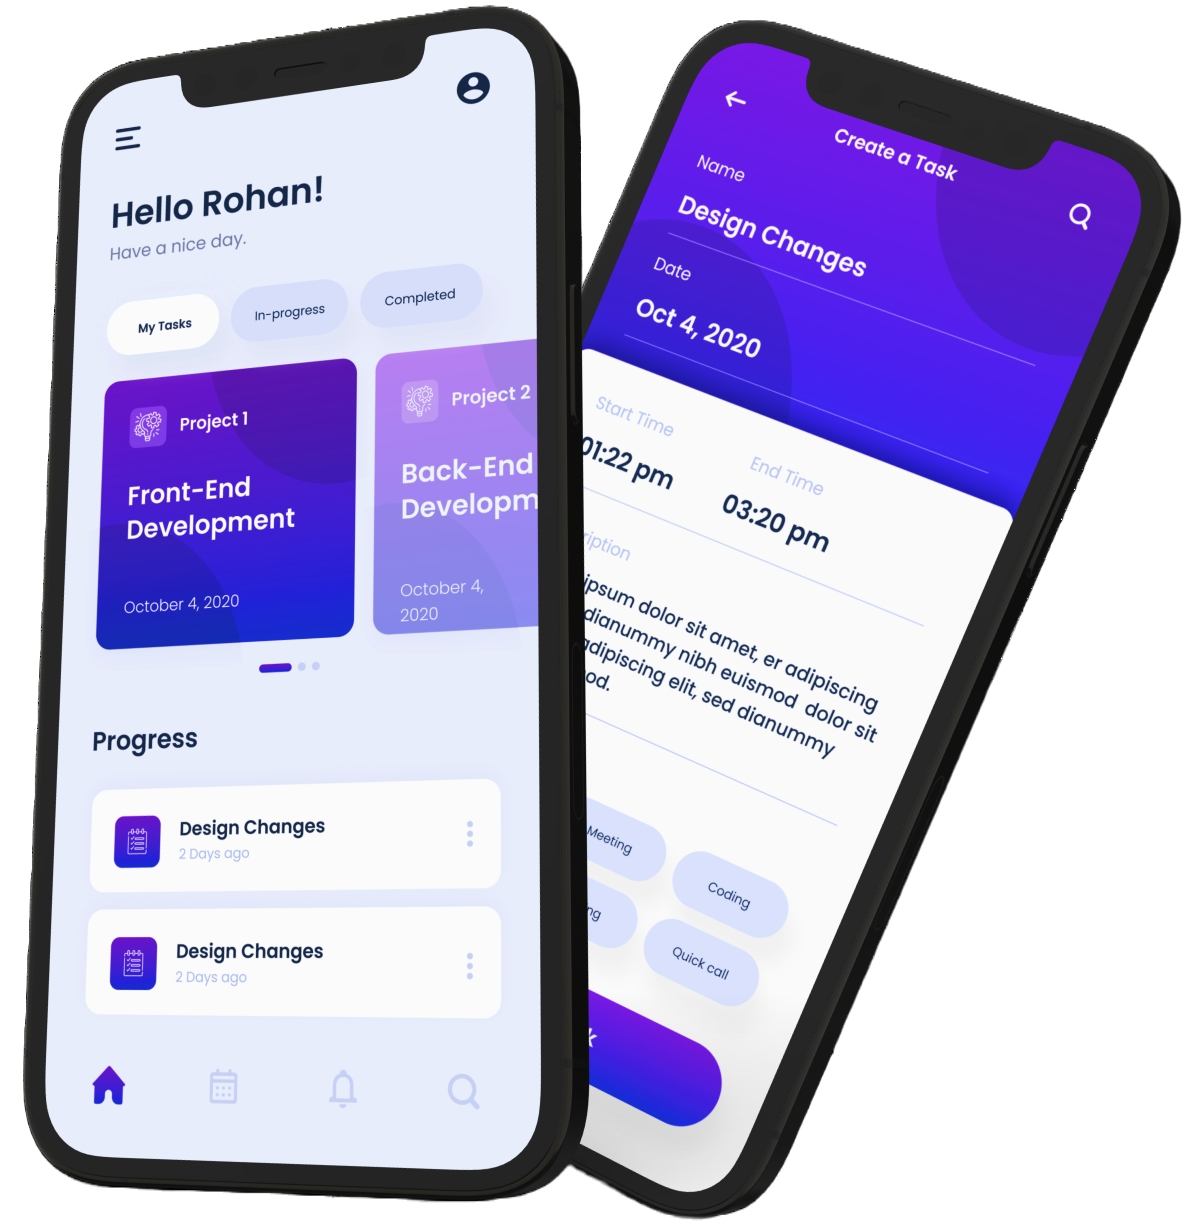 Hello Rohan!
Have a nice day.
My Tasks
In-progress
Completed
Project 1
Front-End
Development
October 4, 2020
Project 2
Back-End
Developm
October 4,
2020
Progress
Design Changes
2 Days ago
Design Changes
2 Days ago
Create a Task
Name
Design Changes
Date
Oct 4, 2020
Start Time
01:22 pm
End Time
03:20 pm
ription
ipsum dolor sit amet, er adipiscing
dianummy nibh euismod dolor sit
adipiscing elit, sed dianummy
od.
Meeting
Coding
ng
Quick call
k